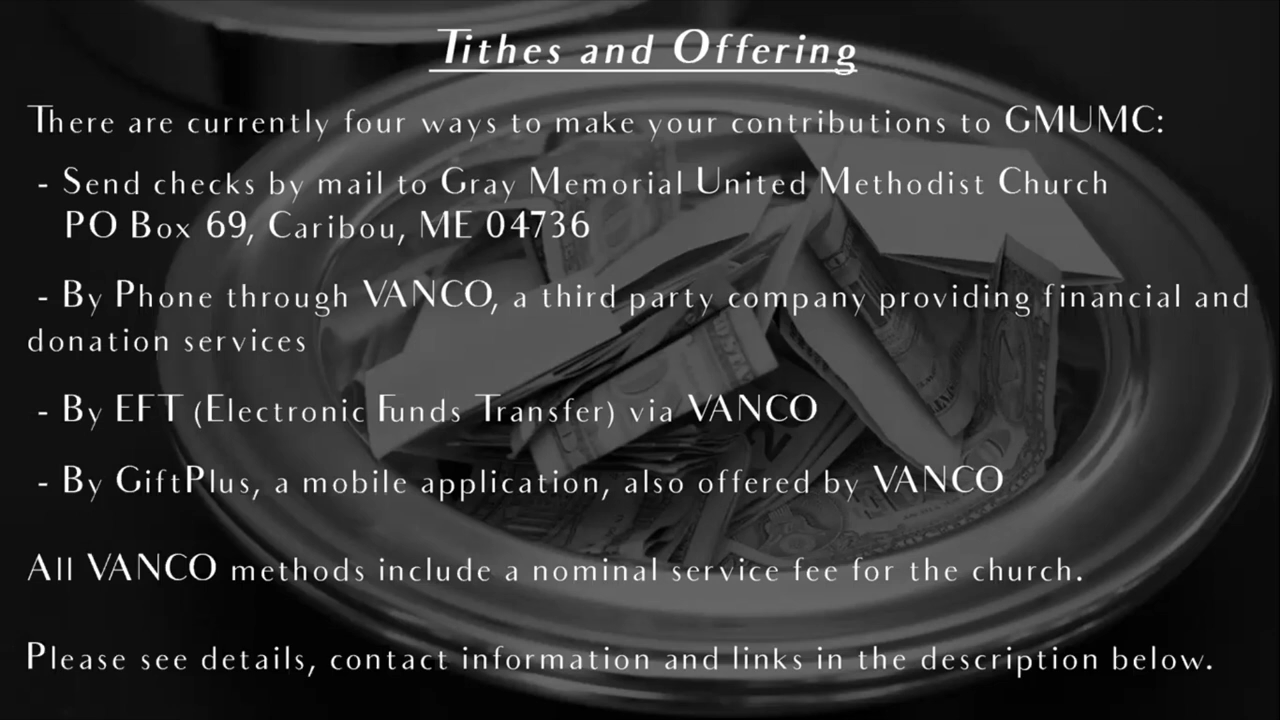 Tithes and Offering
There are currently four ways to make your contributions to GMUMC:
- Send checks by mail to Gray Memorial United Methodist Church
PO Box 69, Caribou, ME 04736
- By Phone through VANCO, a third party company providing financial and
donation services
- By EFT (Electronic Funds Transfer) via VANCO
- By GiftPlus, a mobile application, also offered by VANCO
All VANCO methods include a nominal service fee for the church.
Please see details, contact information and links in the description below.